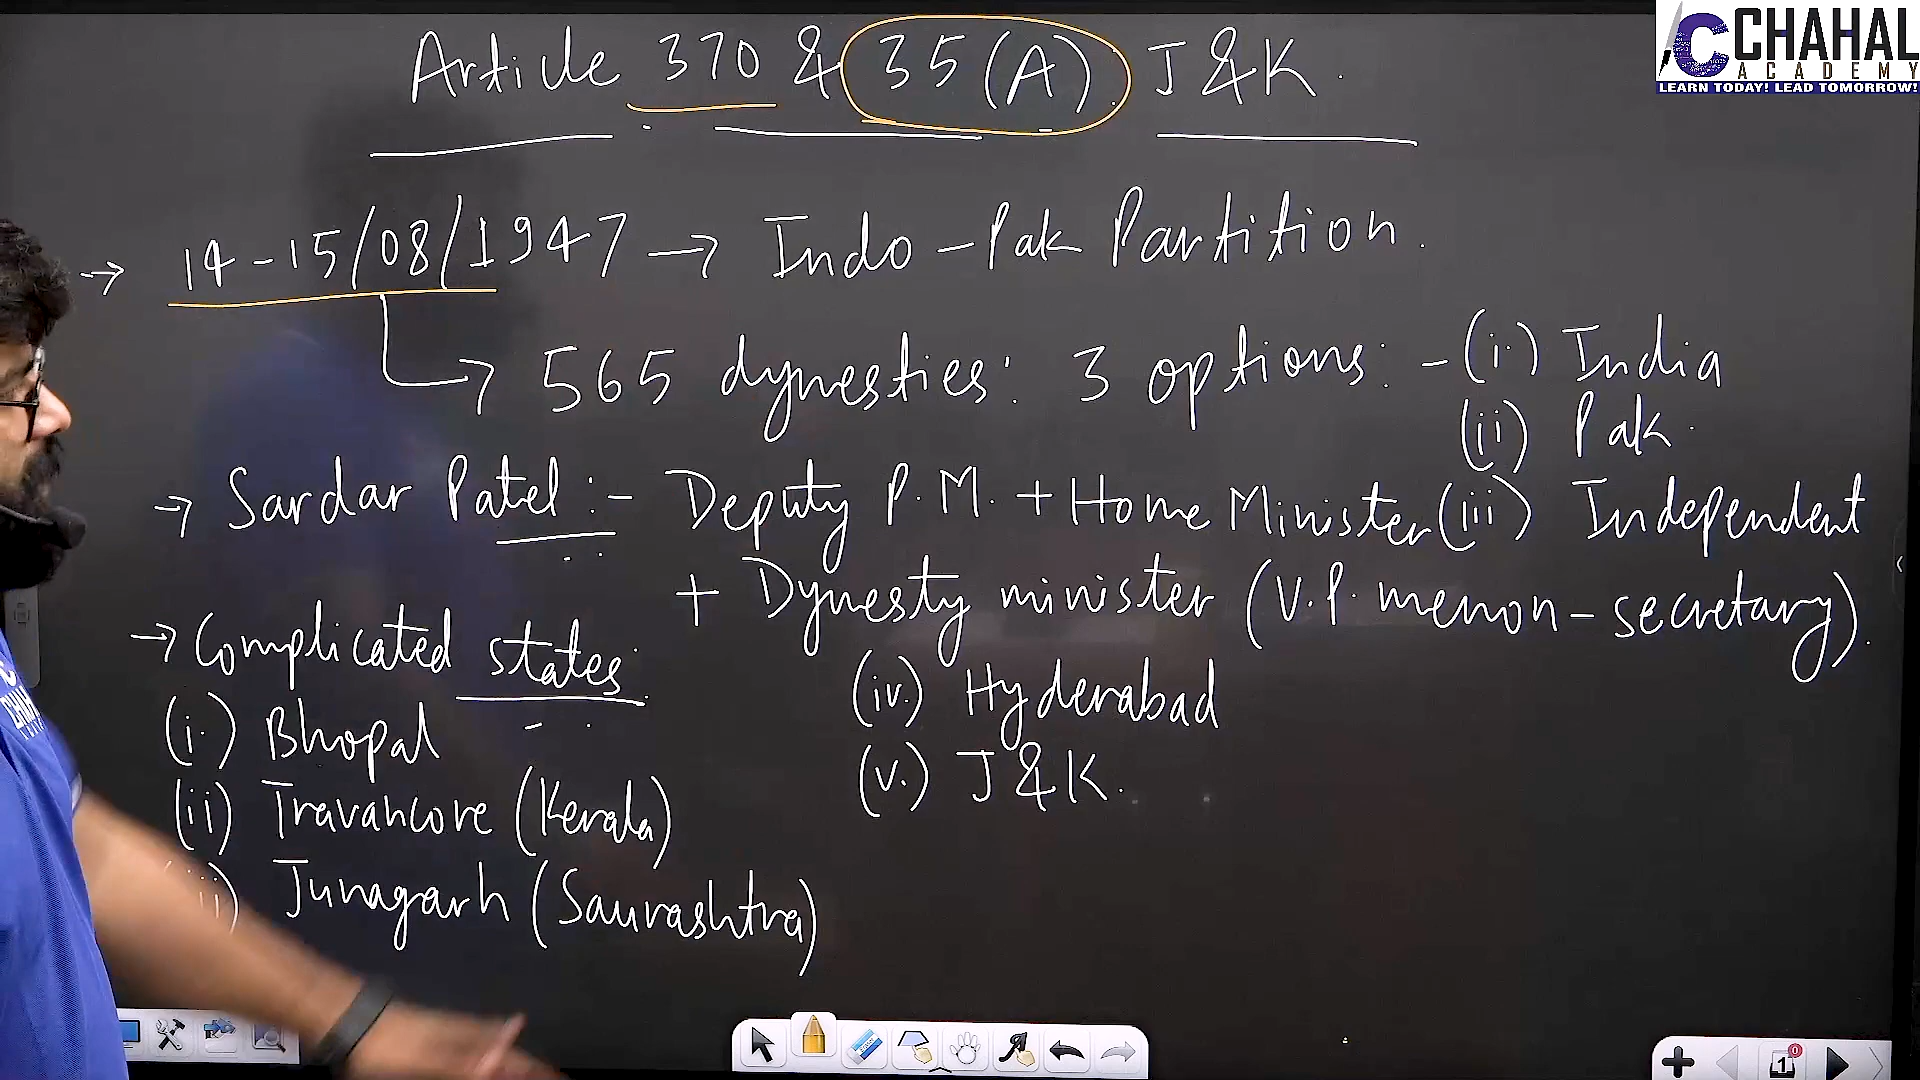 CHAHAL
ACADEMY
LEARN TODAY! LEAD TOMORROW!
Article 370 & 35(A) J&K.
→ 14-15/08/1947 → Indo-Pak Partition.
→ 565 dynesties: 3 options:- (i.) India
(ii) Pak.
(iii) Independent
→ Sardar Patel:- Deputy P.M. + Home Minister
+ Dynesty minister (V.P. menon-secretary).
→ Complicated states:
(i.) Bhopal
(ii) Travancore (Kerala)
Junagarh (Saurashtra)
(iv.) Hyderabad
(v.) J&K.
1
0